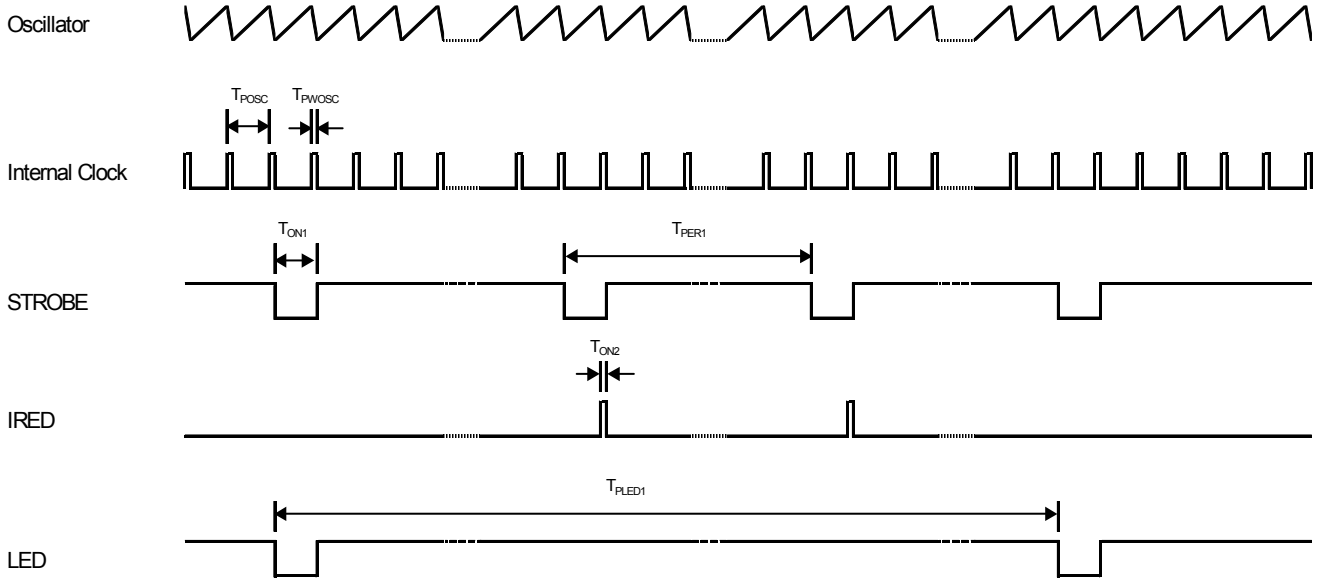 Oscillator
TPOSC TPWOSC
Internal Clock
TON1 TPER1
STROBE
TON2
IRED
TPLED1
LED